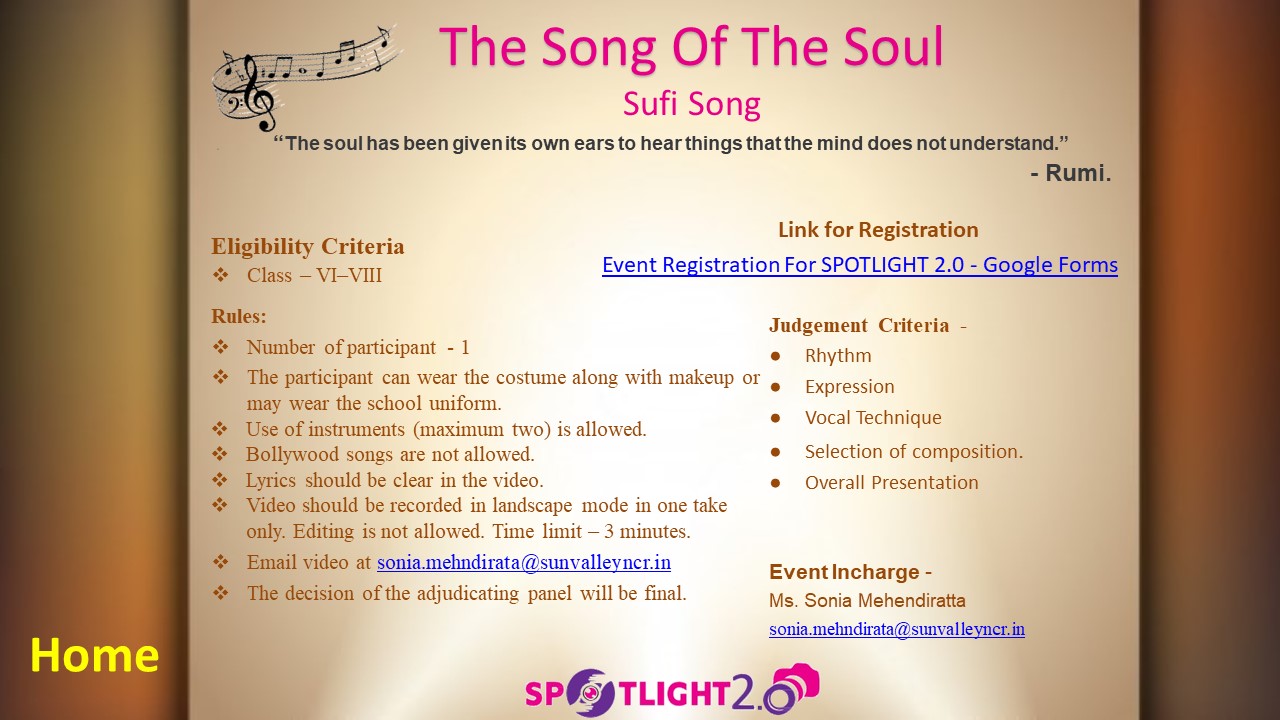 The Song Of The Soul
Sufi Song
“The soul has been given its own ears to hear things that the mind does not understand.”
- Rumi.
Eligibility Criteria
❖ Class – VI–VIII
Rules:
❖ Number of participant - 1
❖ The participant can wear the costume along with makeup or
may wear the school uniform.
❖ Use of instruments (maximum two) is allowed.
❖ Bollywood songs are not allowed.
❖ Lyrics should be clear in the video.
❖ Video should be recorded in landscape mode in one take
only. Editing is not allowed. Time limit – 3 minutes.
❖ Email video at sonia.mehndirata@sunvalleyncr.in
❖ The decision of the adjudicating panel will be final.
Link for Registration
Event Registration For SPOTLIGHT 2.0 - Google Forms
Judgement Criteria -
● Rhythm
● Expression
● Vocal Technique
● Selection of composition.
● Overall Presentation
Event Incharge -
Ms. Sonia Mehendiratta
sonia.mehndirata@sunvalleyncr.in
Home
SPOTLIGHT 2.0